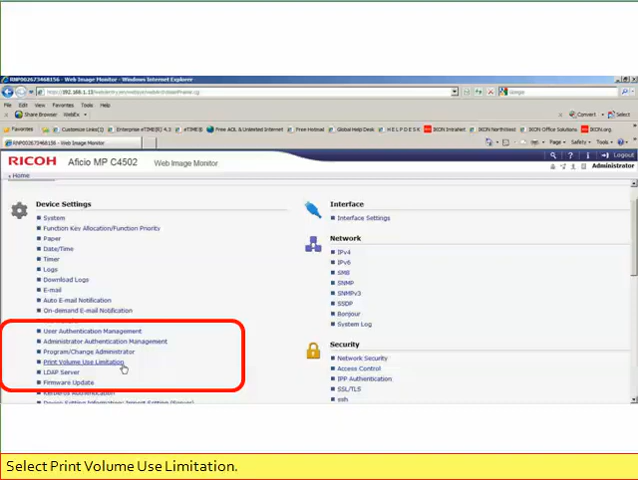 RNP002673468156 - Web Image Monitor - Windows Internet Explorer
File Edit View Favorites Tools Help
Share Browser WebEx Convert Select
Favorites Customize Links Enterprise eTIME(6) Free AOL & Unlimited Internet Free Hotmail Global Help Desk H E L P D E S K IKON Intranet IKON NorthWest IKON Office Solutions IKON.org
RNP002673468156 - Web Image Monitor Page Safety Tools
RICOH Aficio MP C4502 Web Image Monitor Logout
Home Administrator
Device Settings
System
Function Key Allocation/Function Priority
Paper
Date/Time
Timer
Logs
Download Logs
E-mail
Auto E-mail Notification
On-demand E-mail Notification
User Authentication Management
Administrator Authentication Management
Program/Change Administrator
Print Volume Use Limitation
LDAP Server
Firmware Update
Kerberos Authentication
Interface
Interface Settings
Network
IPv4
IPv6
SMB
SNMP
SNMPv3
SSDP
Bonjour
System Log
Security
Network Security
Access Control
IPP Authentication
SSL/TLS
ssh
Select Print Volume Use Limitation.